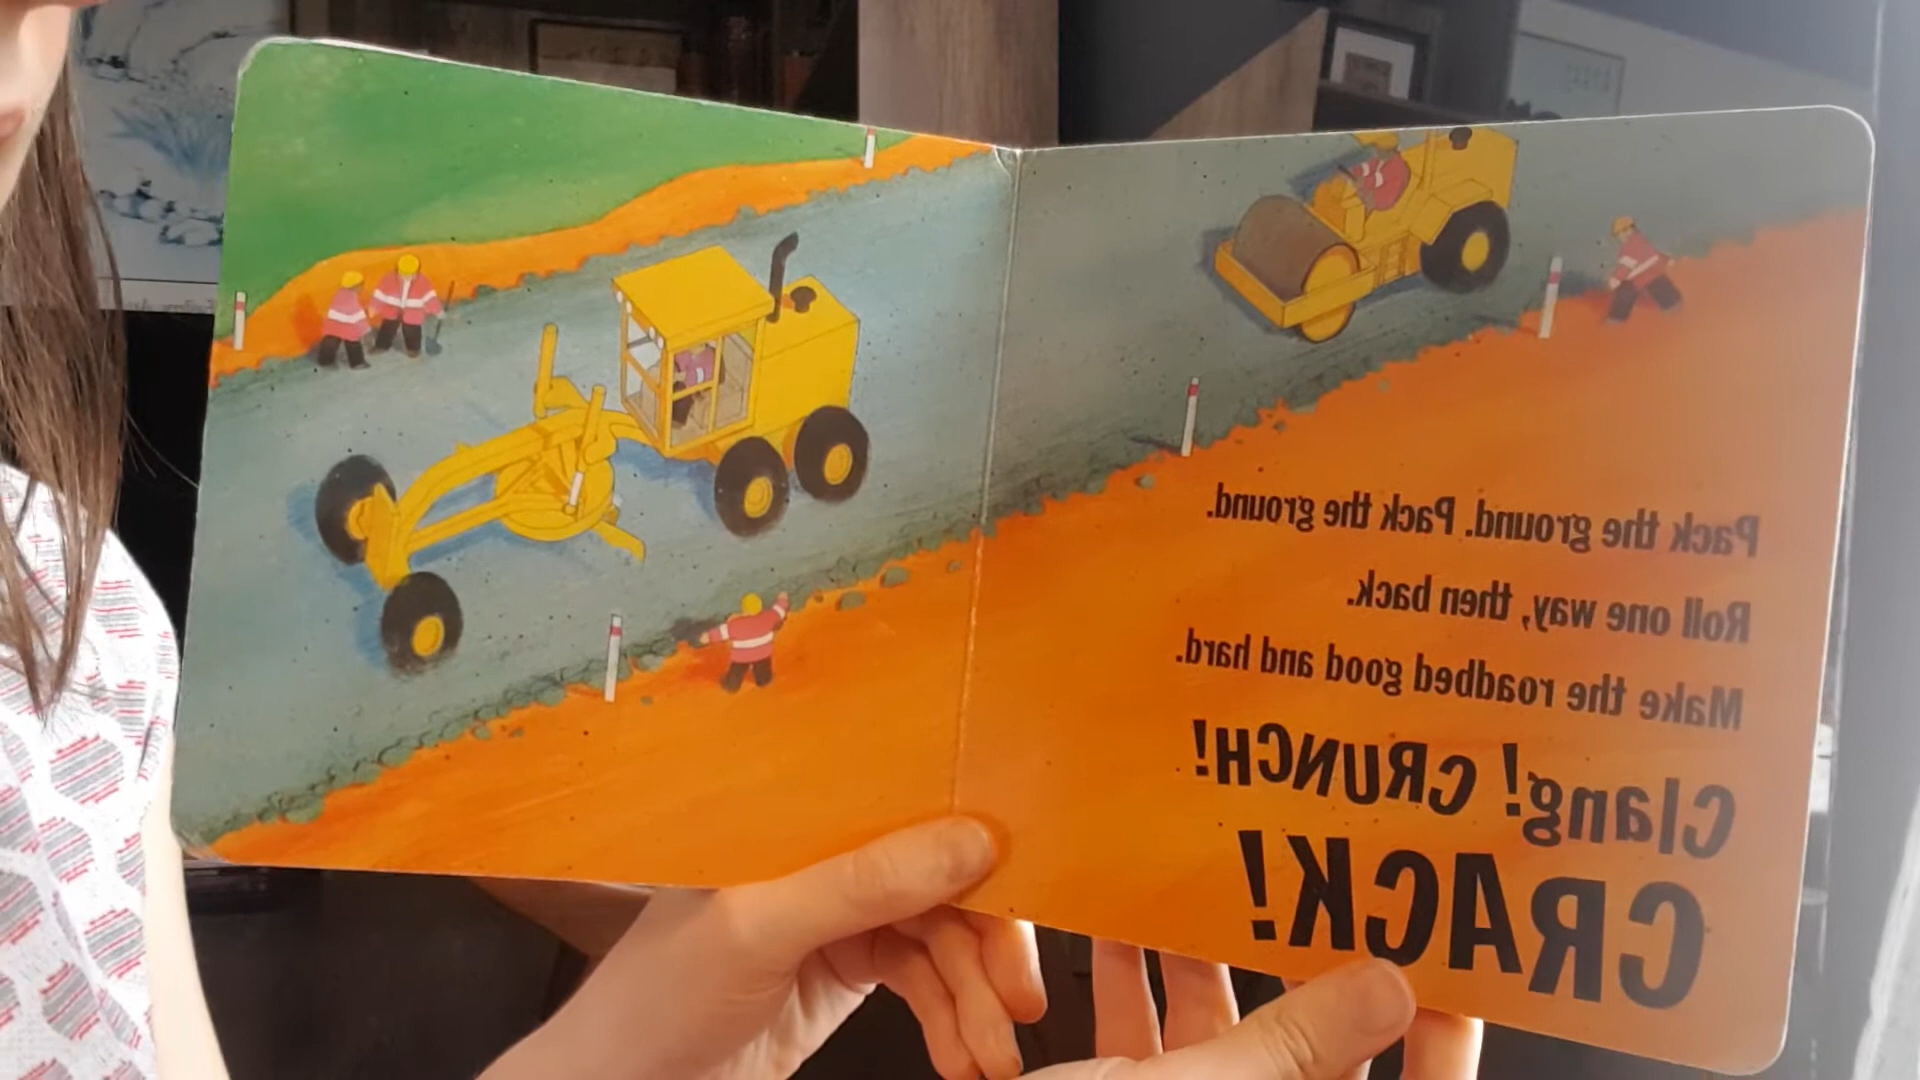 Pack the ground. Pack the ground.
Roll one way, then back.
Make the roadbed good and hard.
Clang! CRUNCH!
CRACK!